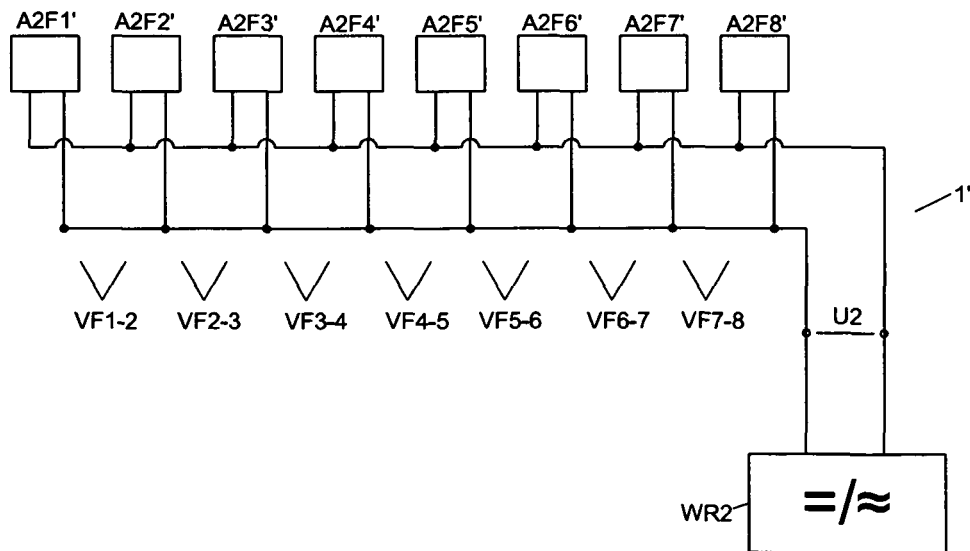 A2F1' A2F2' A2F3' A2F4' A2F5' A2F6' A2F7' A2F8'
1'
VF1-2 VF2-3 VF3-4 VF4-5 VF5-6 VF6-7 VF7-8
U2
WR2
=/≈